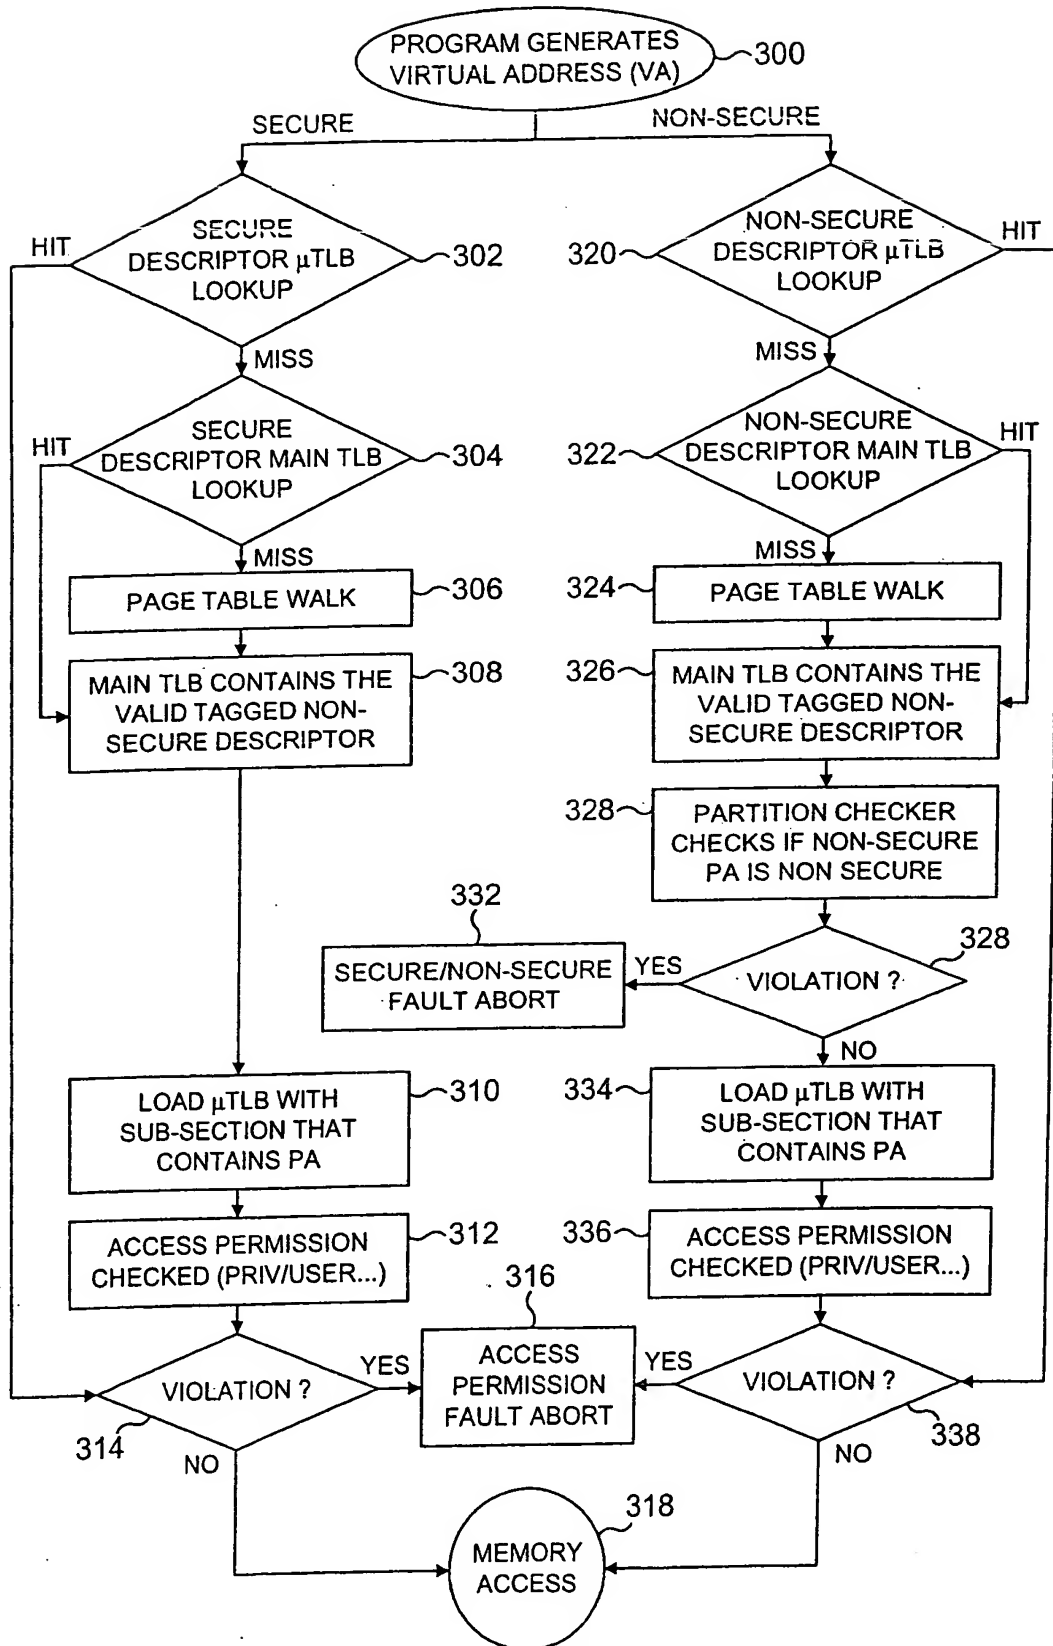 PROGRAM GENERATES
VIRTUAL ADDRESS (VA)
300
SECURE
NON-SECURE
HIT
SECURE
DESCRIPTOR μTLB
LOOKUP
302
320
NON-SECURE
DESCRIPTOR μTLB
LOOKUP
HIT
MISS
MISS
HIT
SECURE
DESCRIPTOR MAIN TLB
LOOKUP
304
322
NON-SECURE
DESCRIPTOR MAIN TLB
LOOKUP
HIT
MISS
MISS
PAGE TABLE WALK
306
324
PAGE TABLE WALK
MAIN TLB CONTAINS THE
VALID TAGGED NON-
SECURE DESCRIPTOR
308
326
MAIN TLB CONTAINS THE
VALID TAGGED NON-
SECURE DESCRIPTOR
328
PARTITION CHECKER
CHECKS IF NON-SECURE
PA IS NON SECURE
332
SECURE/NON-SECURE
FAULT ABORT
YES
VIOLATION ?
328
NO
LOAD μTLB WITH
SUB-SECTION THAT
CONTAINS PA
310
334
LOAD μTLB WITH
SUB-SECTION THAT
CONTAINS PA
ACCESS PERMISSION
CHECKED (PRIV/USER...)
312
336
ACCESS PERMISSION
CHECKED (PRIV/USER...)
316
VIOLATION ?
314
YES
ACCESS
PERMISSION
FAULT ABORT
YES
VIOLATION ?
338
NO
NO
MEMORY
ACCESS
318